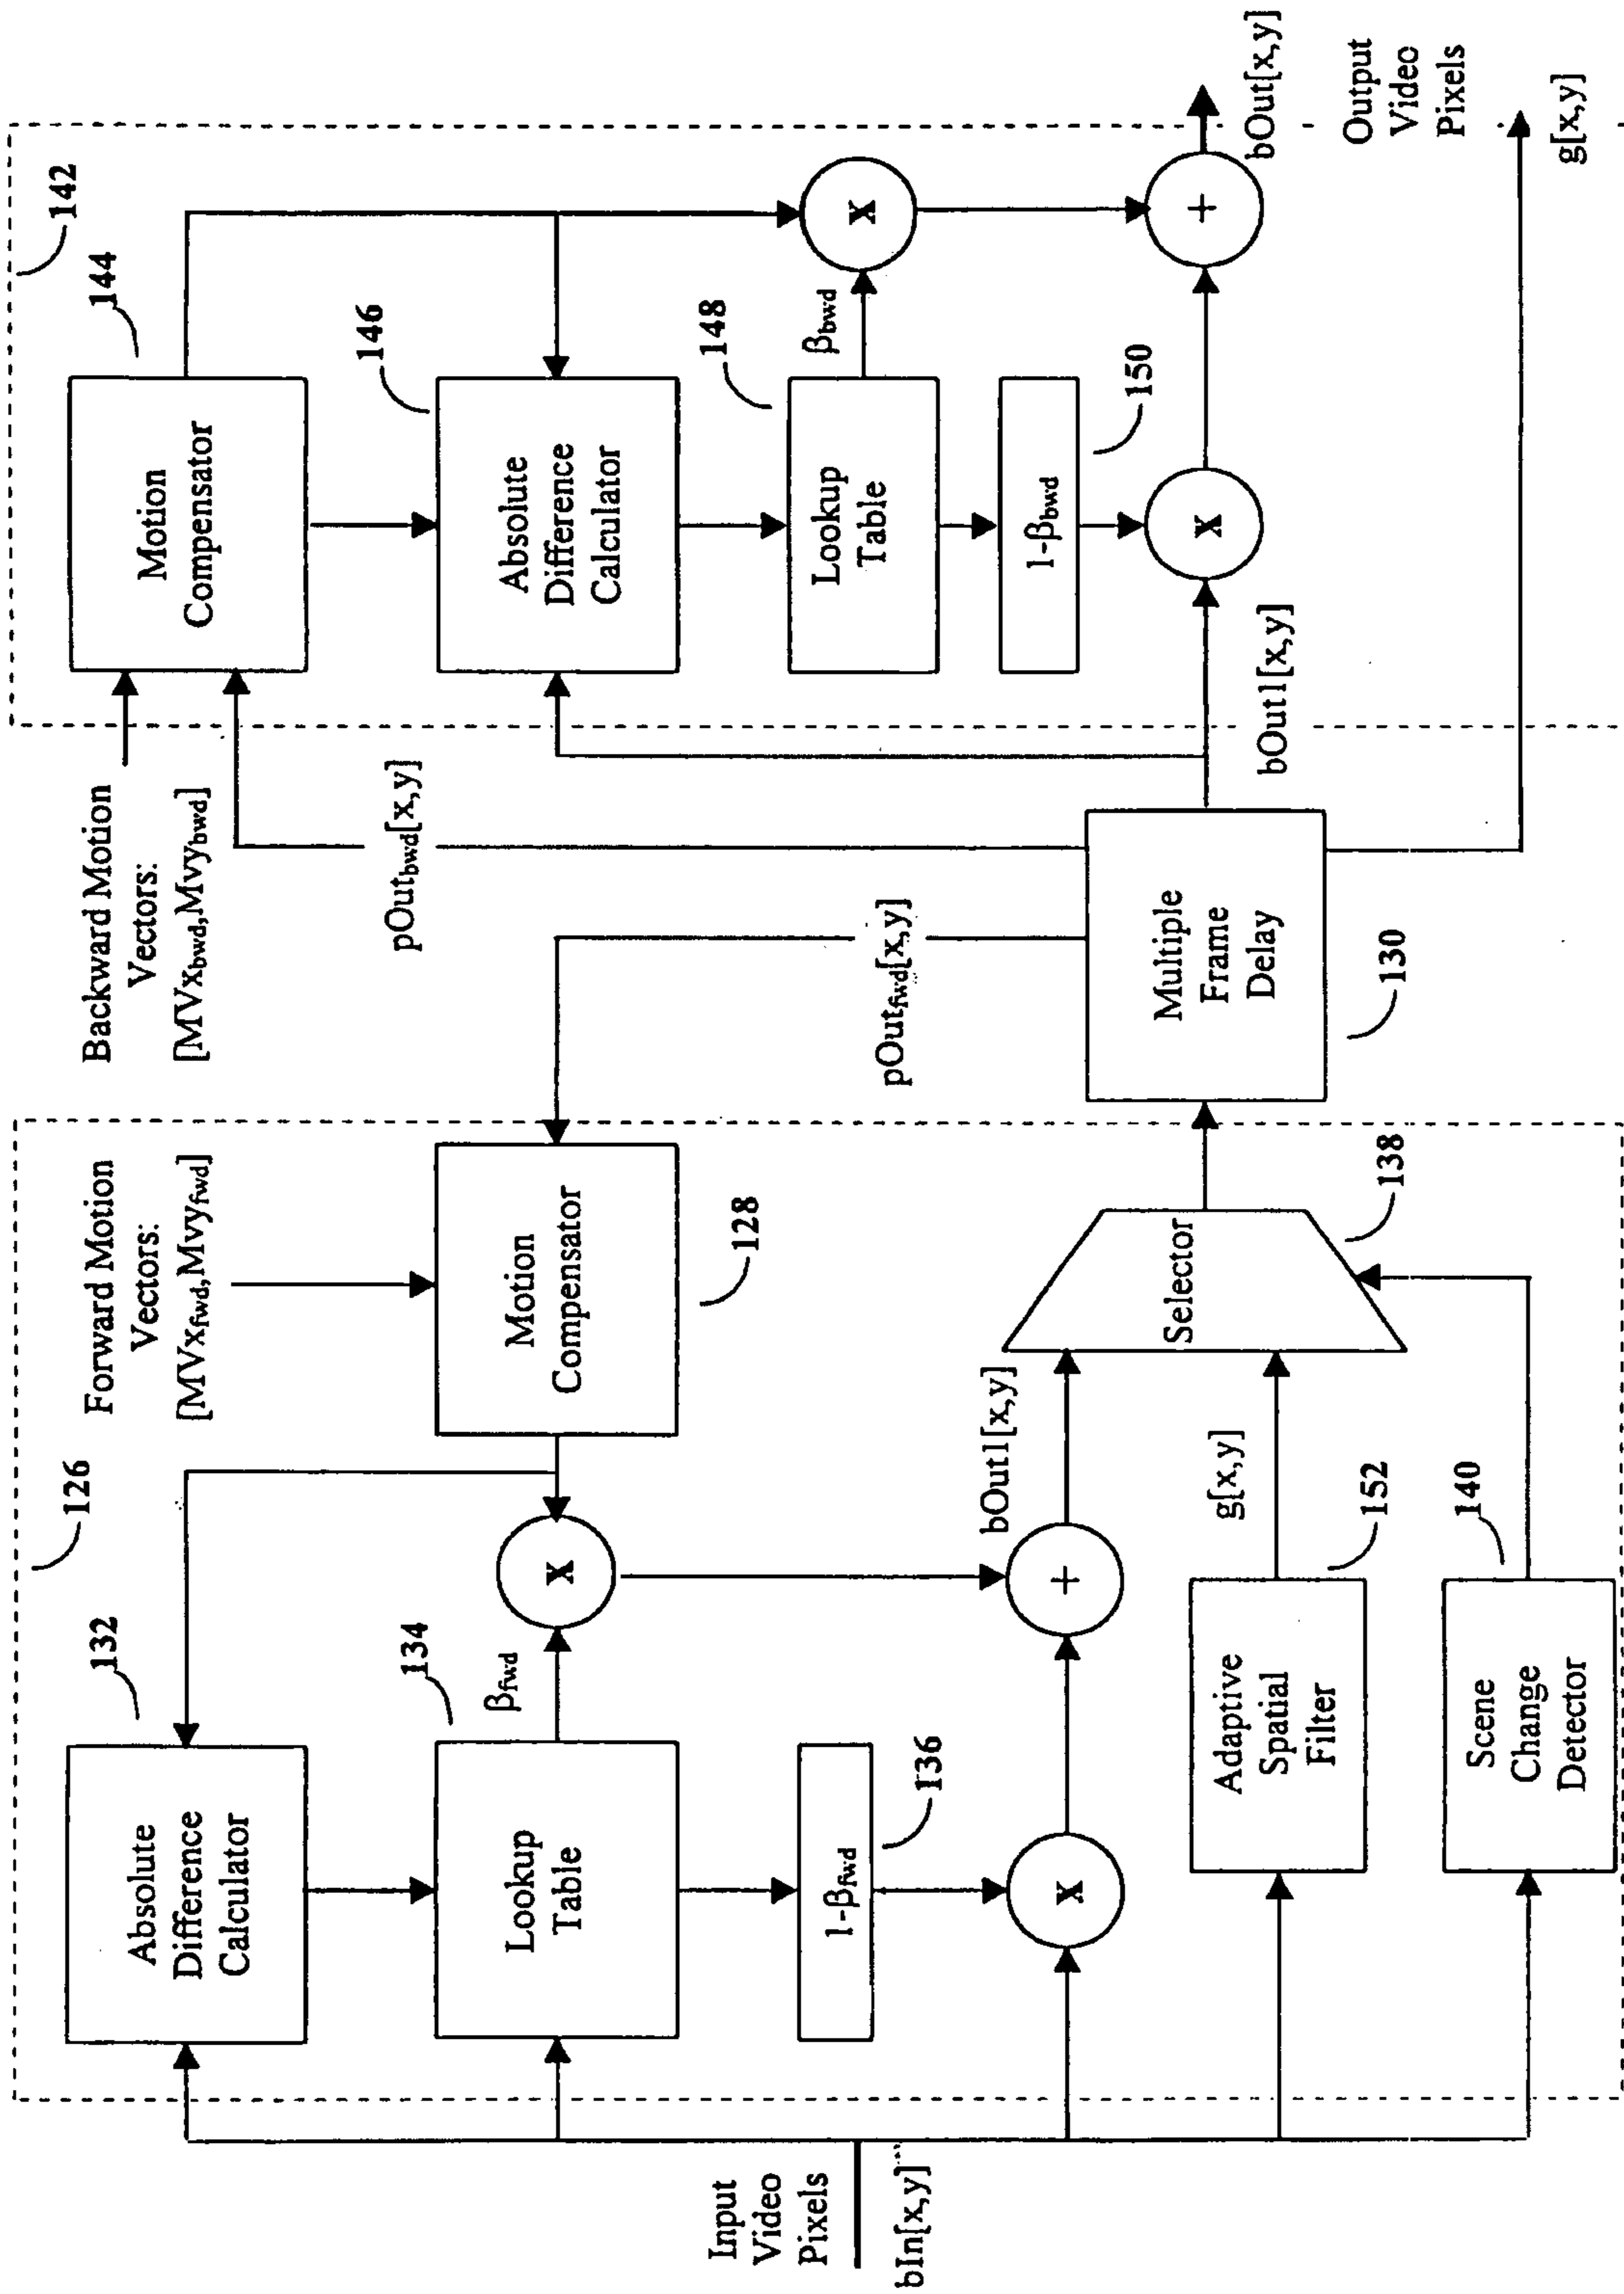 Input
Video
Pixels
bIn[x,y]
126
132
Absolute
Difference
Calculator
134
Lookup
Table
βfwd
136
1-βfwd
X
X
+
bOut1[x,y]
Forward Motion
Vectors:
[MVxfwd,Mvyfwd]
Motion
Compensator
128
Adaptive
Spatial
Filter
152
g[x,y]
Scene
Change
Detector
140
Selector
138
Multiple
Frame
Delay
130
pOutfwd[x,y]
pOutbwd[x,y]
Backward Motion
Vectors:
[MVxbwd,Mvybwd]
142
144
Motion
Compensator
146
Absolute
Difference
Calculator
148
Lookup
Table
βbwd
150
1-βbwd
X
X
+
bOut1[x,y]
bOut[x,y]
Output
Video
Pixels
g[x,y]